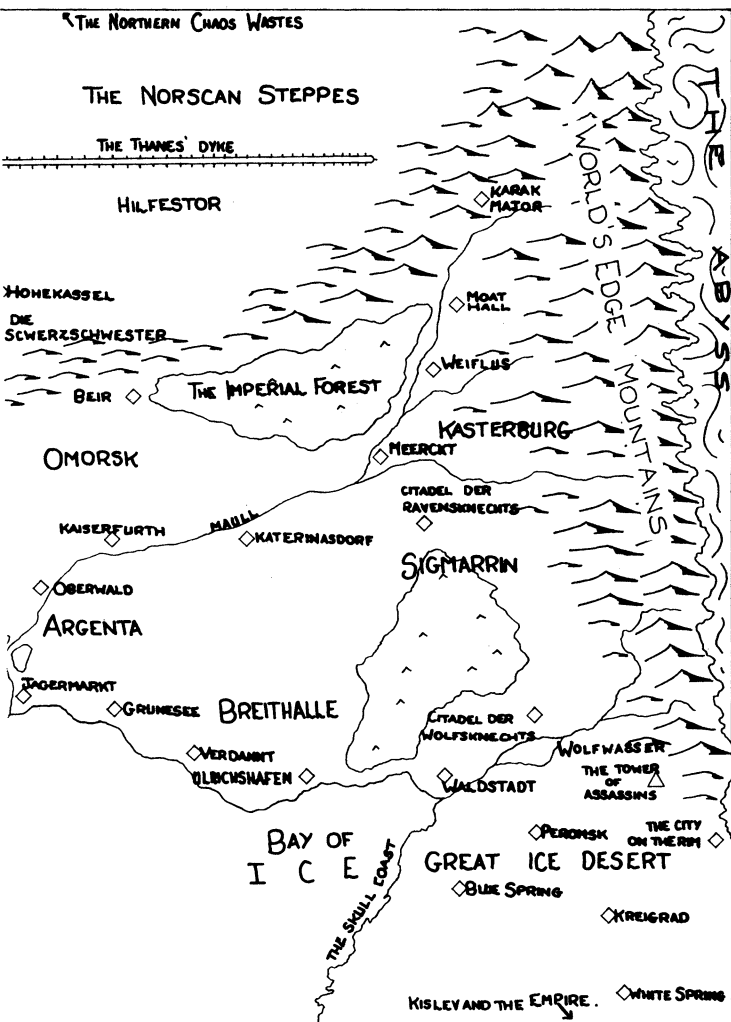 THE NORTHERN CHAOS WASTES
THE NORSCAN STEPPES
THE THANES' DYKE
HILFESTOR
KARAK
MAJOR
THE ABYSS
WORLD'S EDGE MOUNTAINS
HOHEKASSEL
MOAT
HALL
DIE
SCWERZSCHWESTER
WEIFLUS
THE IMPERIAL FOREST
BEIR
KASTERBURG
MEERCKT
OMORSK
CITADEL DER
RAVENSKNECHTS
MAULL
KAISERFURTH
KATERINASDORF
SIGMARRIN
OBERWALD
ARGENTA
JAGERMARKT
GRUNESEE
BREITHALLE
CITADEL DER
WOLFSKNECHTS
VERDANNT
WOLFWASSER
ULRICHSHAFEN
WALDSTADT
THE TOWER
OF
ASSASSINS
PEROMSK
THE CITY
ON THE RIM
BAY OF
ICE
GREAT ICE DESERT
THE SKULL COAST
BLUE SPRING
KREIGRAD
WHITE SPRING
KISLEV AND THE EMPIRE.